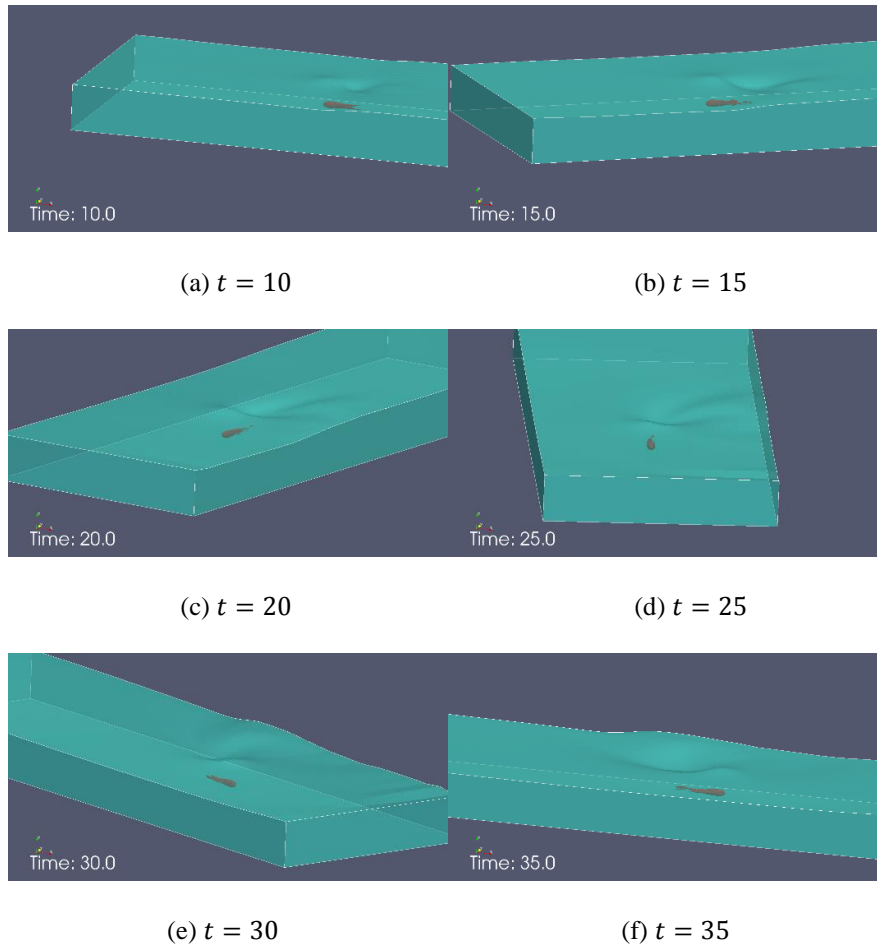 Time: 10.0
Time: 15.0
(a) t = 10
(b) t = 15
Time: 20.0
Time: 25.0
(c) t = 20
(d) t = 25
Time: 30.0
Time: 35.0
(e) t = 30
(f) t = 35